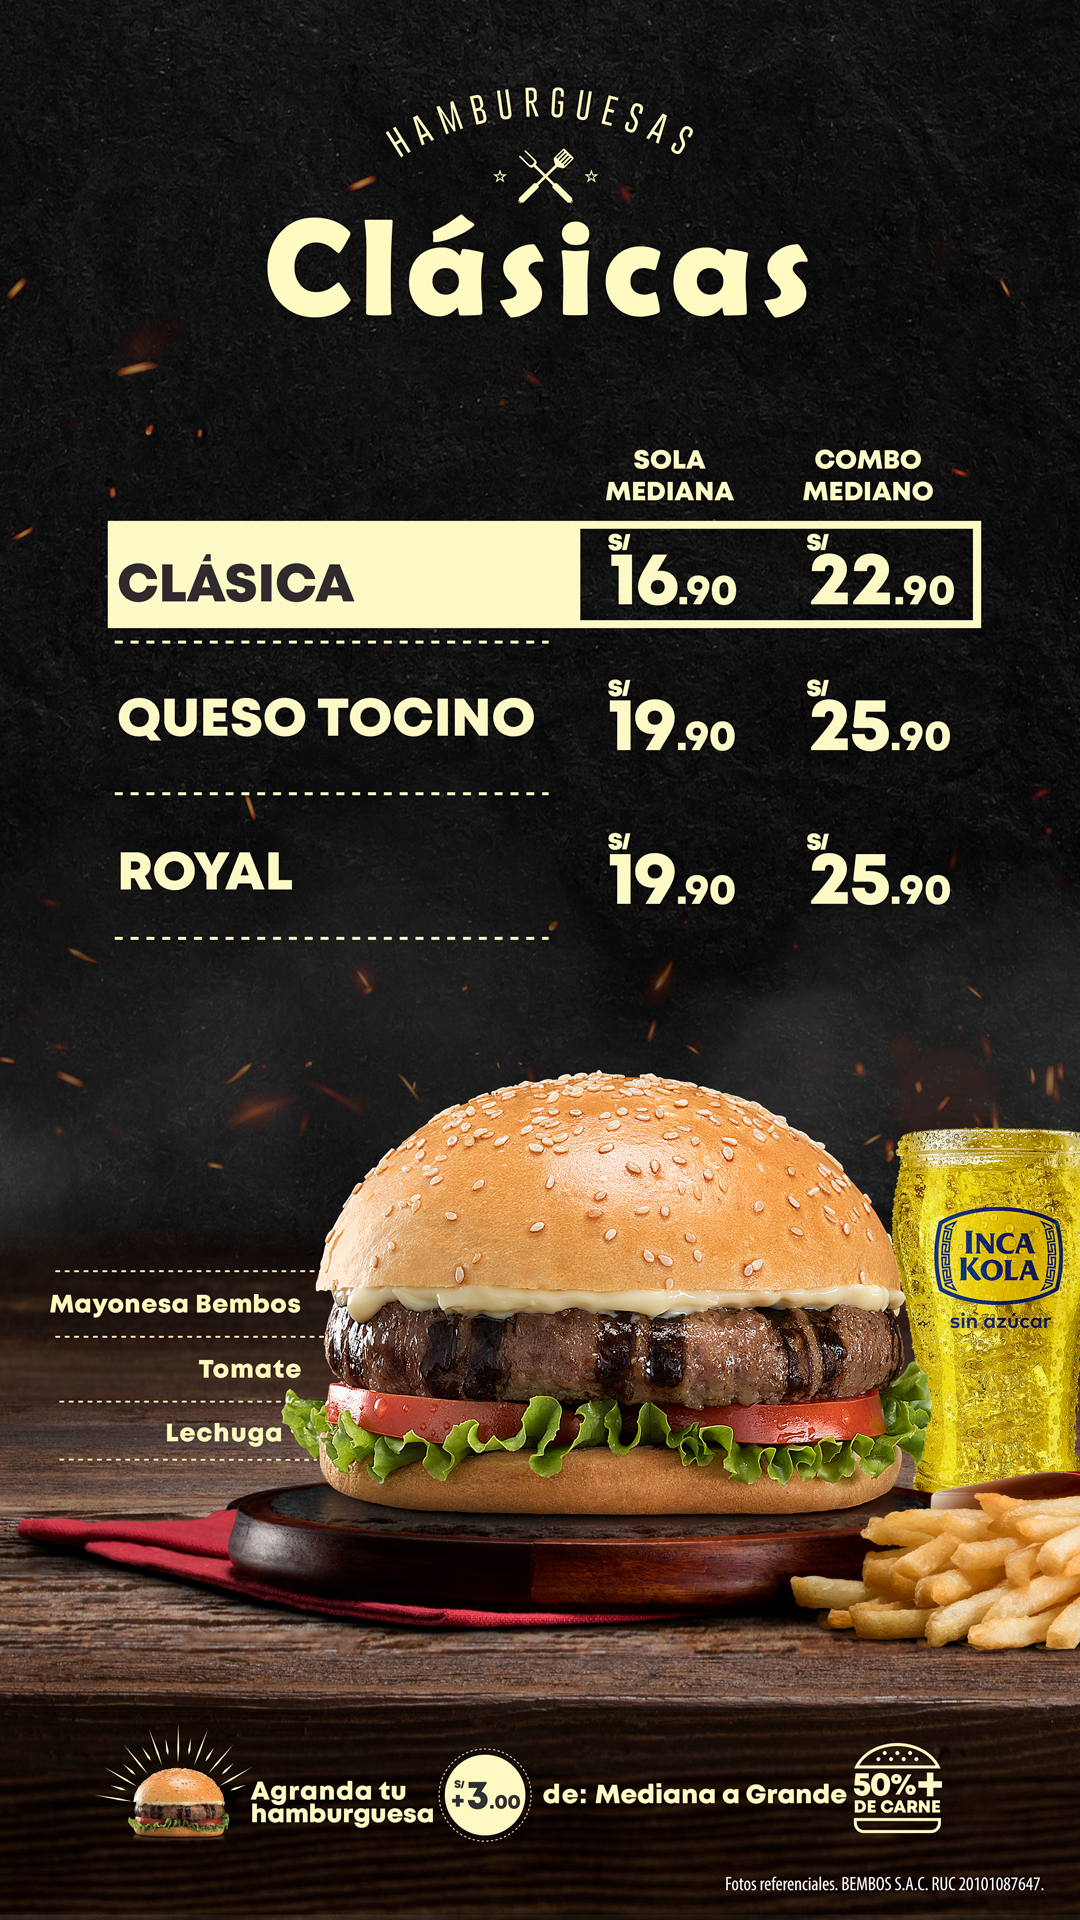 HAMBURGUESAS
Clásicas
SOLA MEDIANA
COMBO MEDIANO
CLÁSICA S/ 16.90 S/ 22.90
QUESO TOCINO S/ 19.90 S/ 25.90
ROYAL S/ 19.90 S/ 25.90
INCA
KOLA
sin azúcar
Mayonesa Bembos
Tomate
Lechuga
Agranda tu
hamburguesa
S/ +3.00
de: Mediana a Grande
50%+
DE CARNE
Fotos referenciales. BEMBOS S.A.C. RUC 20101087647.